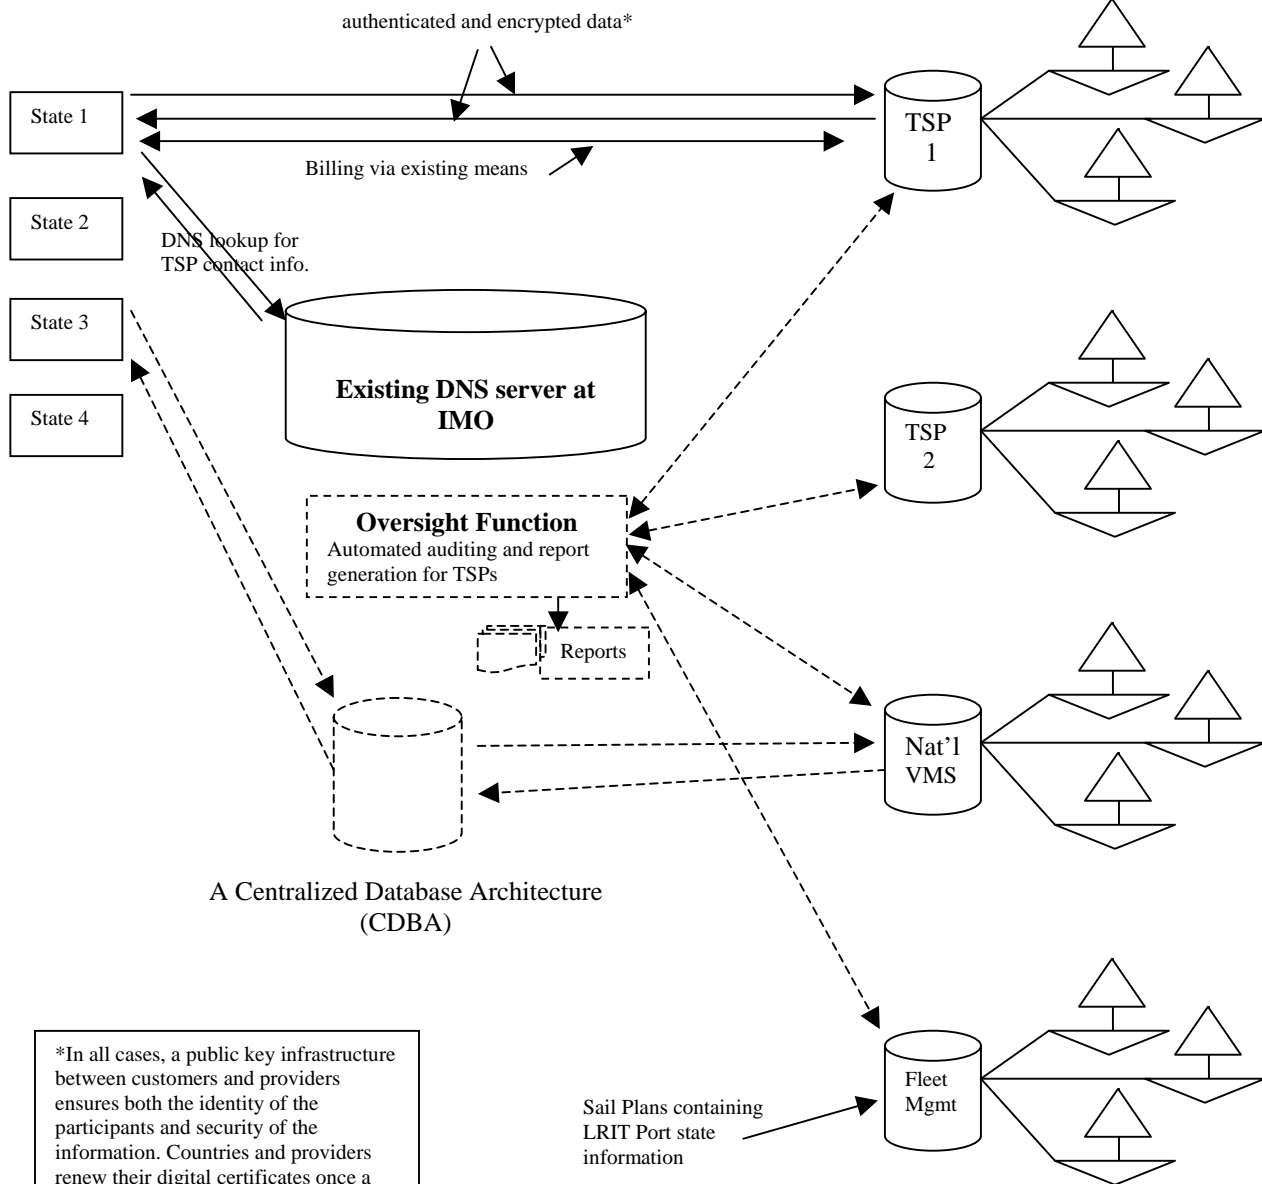 authenticated and encrypted data*
State 1
TSP
1
Billing via existing means
State 2
DNS lookup for
TSP contact info.
State 3
Existing DNS server at
IMO
State 4
TSP
2
Oversight Function
Automated auditing and report
generation for TSPs
Reports
Nat'l
VMS
A Centralized Database Architecture
(CDBA)
*In all cases, a public key infrastructure
between customers and providers
ensures both the identity of the
participants and security of the
information. Countries and providers
renew their digital certificates once a
Fleet
Mgmt
Sail Plans containing
LRIT Port state
information